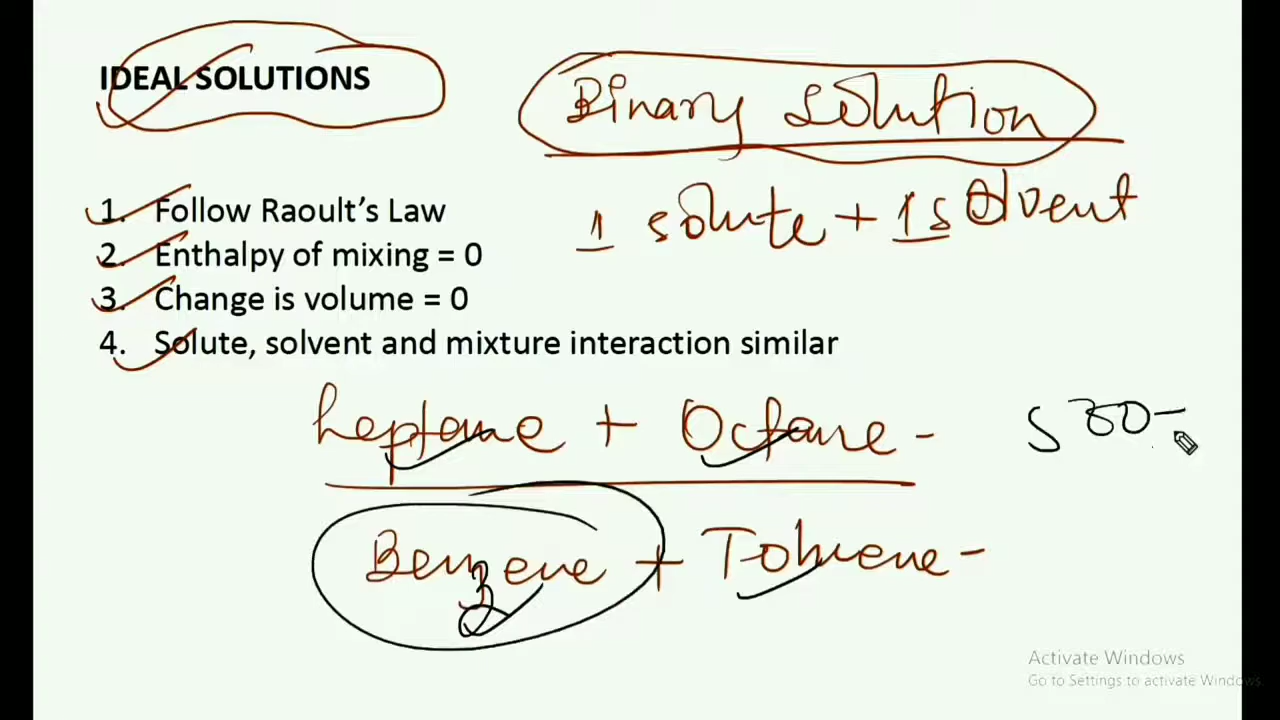 IDEAL SOLUTIONS
Binary solution
1 solute + 1 solvent
1. Follow Raoult's Law
2. Enthalpy of mixing = 0
3. Change is volume = 0
4. Solute, solvent and mixture interaction similar
heptane + Octane -
Benzene + Toluene -
Activate Windows
Go to Settings to activate Windows.